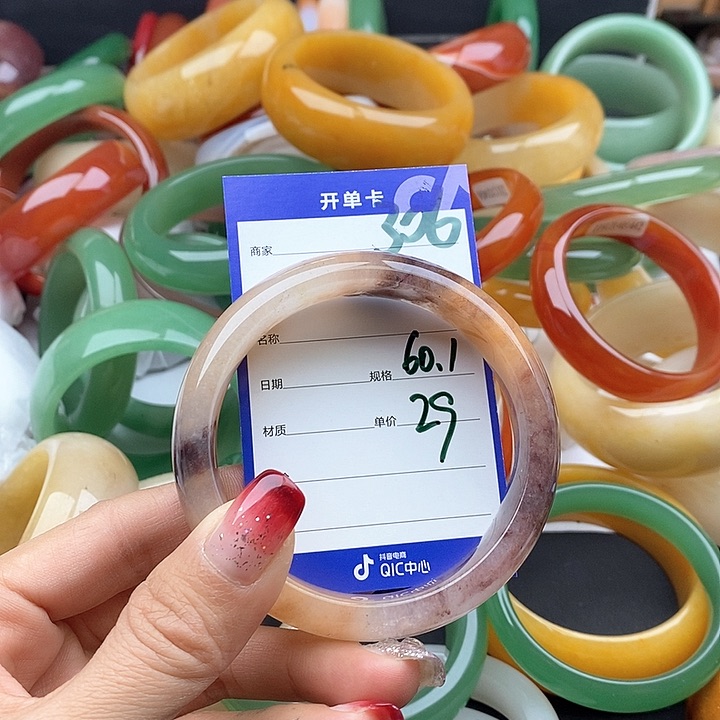 开单卡
326
商家
名称
日期 规格 60.1
材质 单价 29
抖音电商
QIC中心